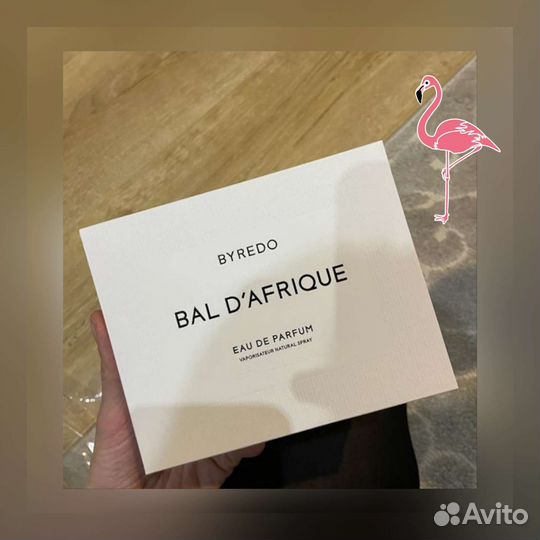 BYREDO
BAL D'AFRIQUE
EAU DE PARFUM
VAPORISATEUR NATURAL SPRAY
Avito